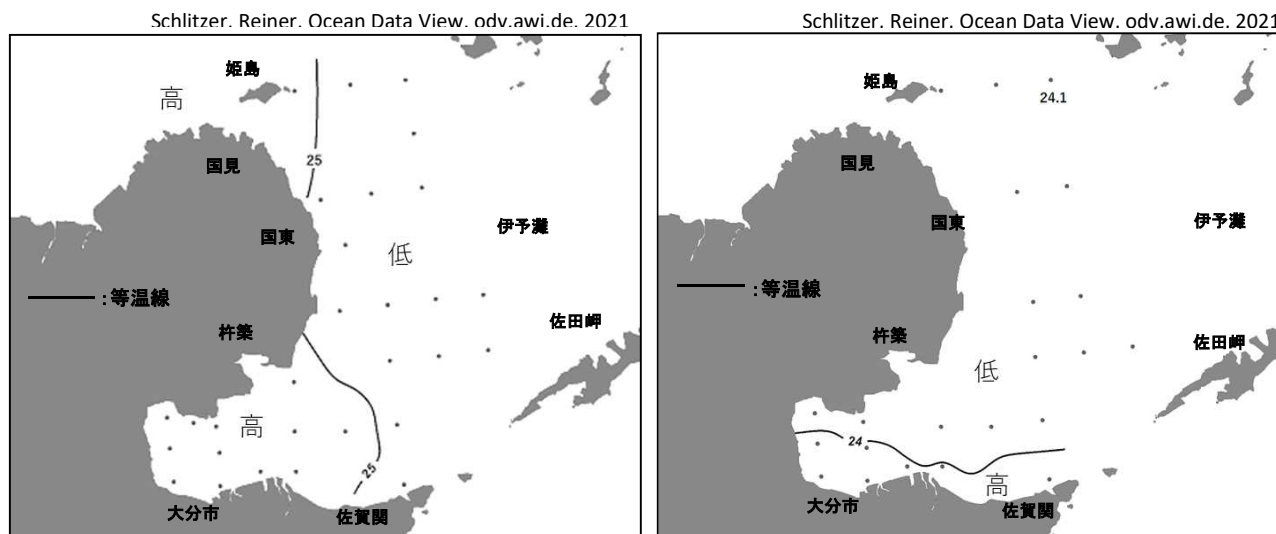 Schlitzer, Reiner, Ocean Data View, odv.awi.de, 2021
姫島
高
25
国見
国東
伊予灘
低
:等温線
杵築
佐田岬
高
25
大分市
佐賀関
Schlitzer, Reiner, Ocean Data View, odv.awi.de, 2021
姫島
24.1
国見
国東
伊予灘
:等温線
杵築
佐田岬
低
24
高
大分市
佐賀関